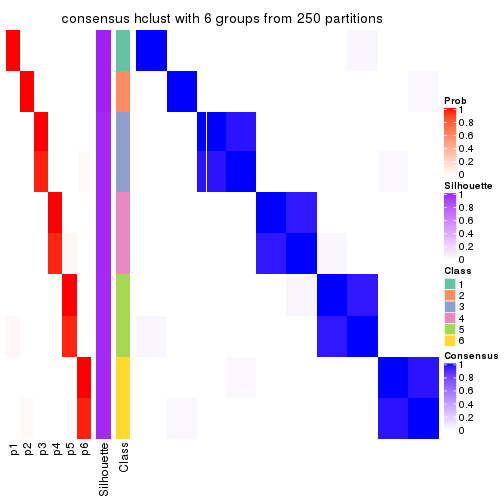 consensus hclust with 6 groups from 250 partitions
Prob
1
0.8
0.6
0.4
0.2
0
Silhouette
1
0.8
0.6
0.4
0.2
0
Class
1
2
3
4
5
6
Consensus
1
0.8
0.6
0.4
0.2
0
p1
p2
p3
p4
p5
p6
Silhouette
Class